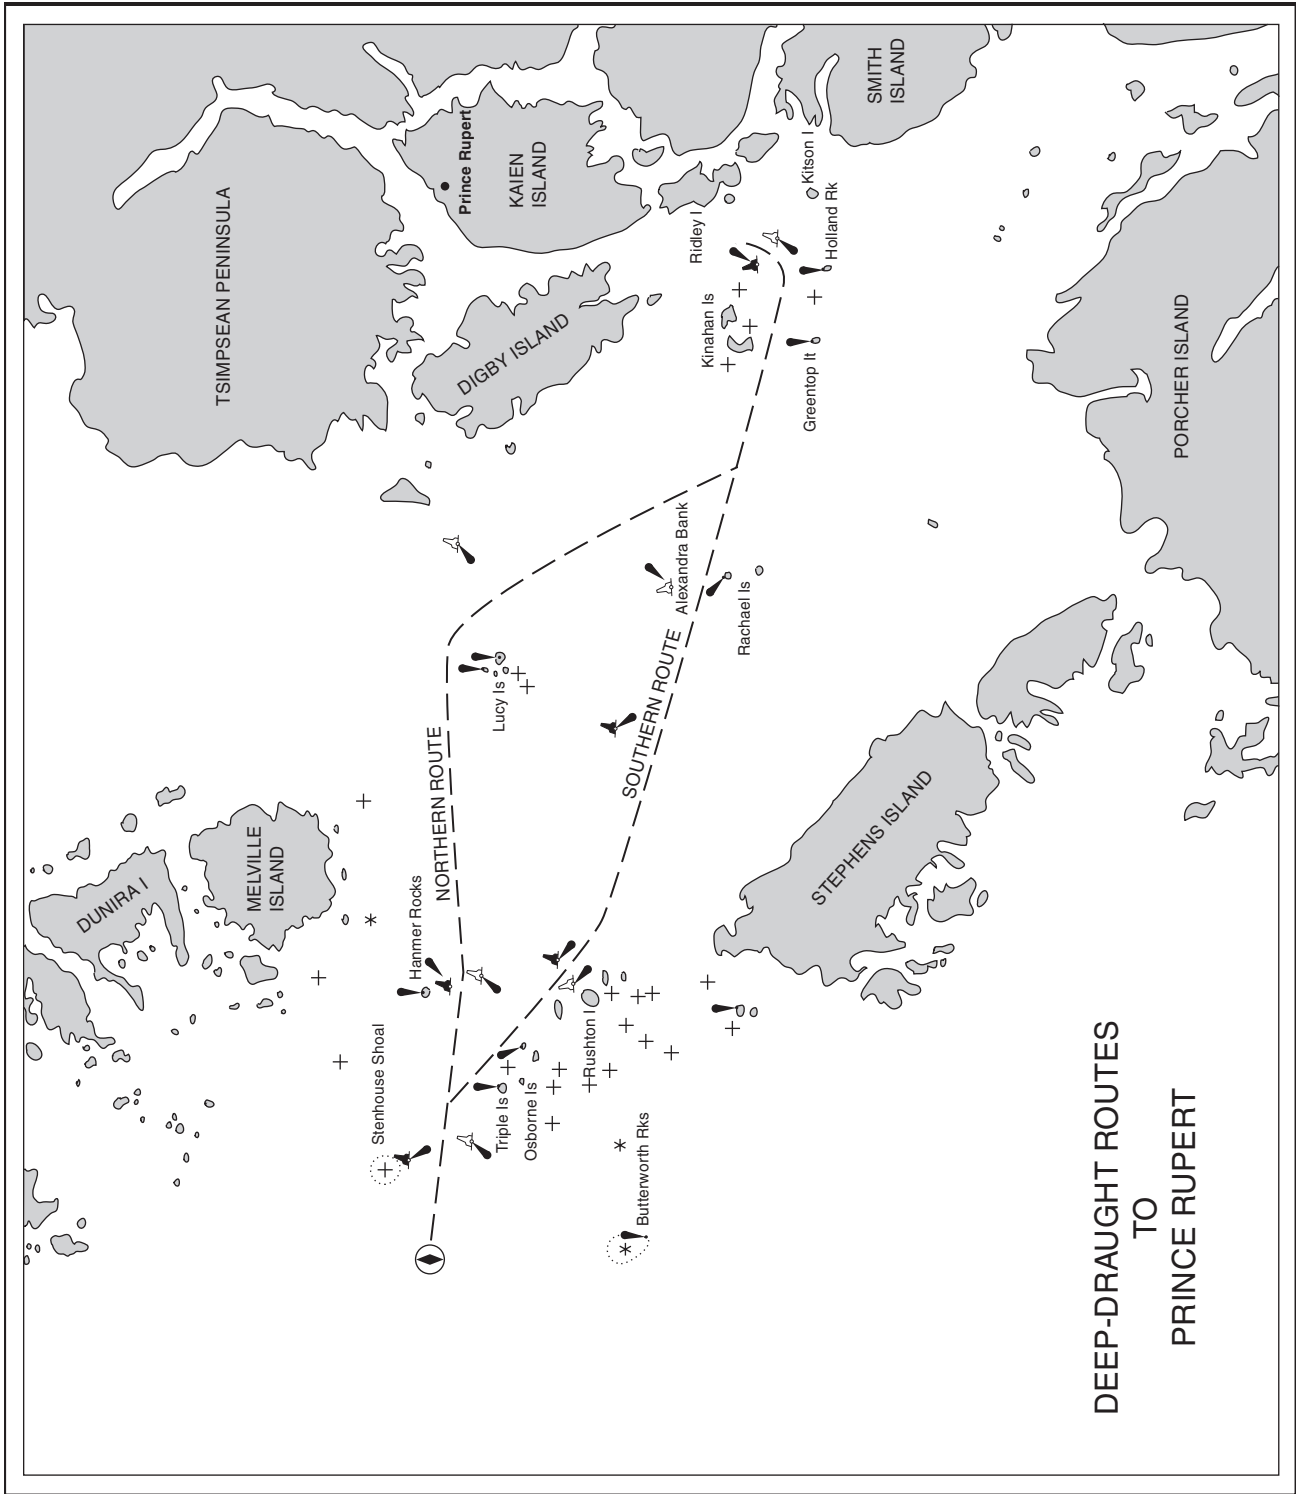 DUNIRA I
MELVILLE
ISLAND
TSIMPSEAN PENINSULA
Stenhouse Shoal
Hanmer Rocks
NORTHERN ROUTE
Prince Rupert
KAIEN
ISLAND
DIGBY ISLAND
Lucy Is
Triple Is
Osborne Is
Rushton I
Butterworth Rks
SOUTHERN ROUTE
Alexandra Bank
Rachael Is
Ridley I
Kinahan Is
Greentop It
Holland Rk
Kitson I
SMITH
ISLAND
STEPHENS ISLAND
PORCHER ISLAND
DEEP-DRAUGHT ROUTES
TO
PRINCE RUPERT